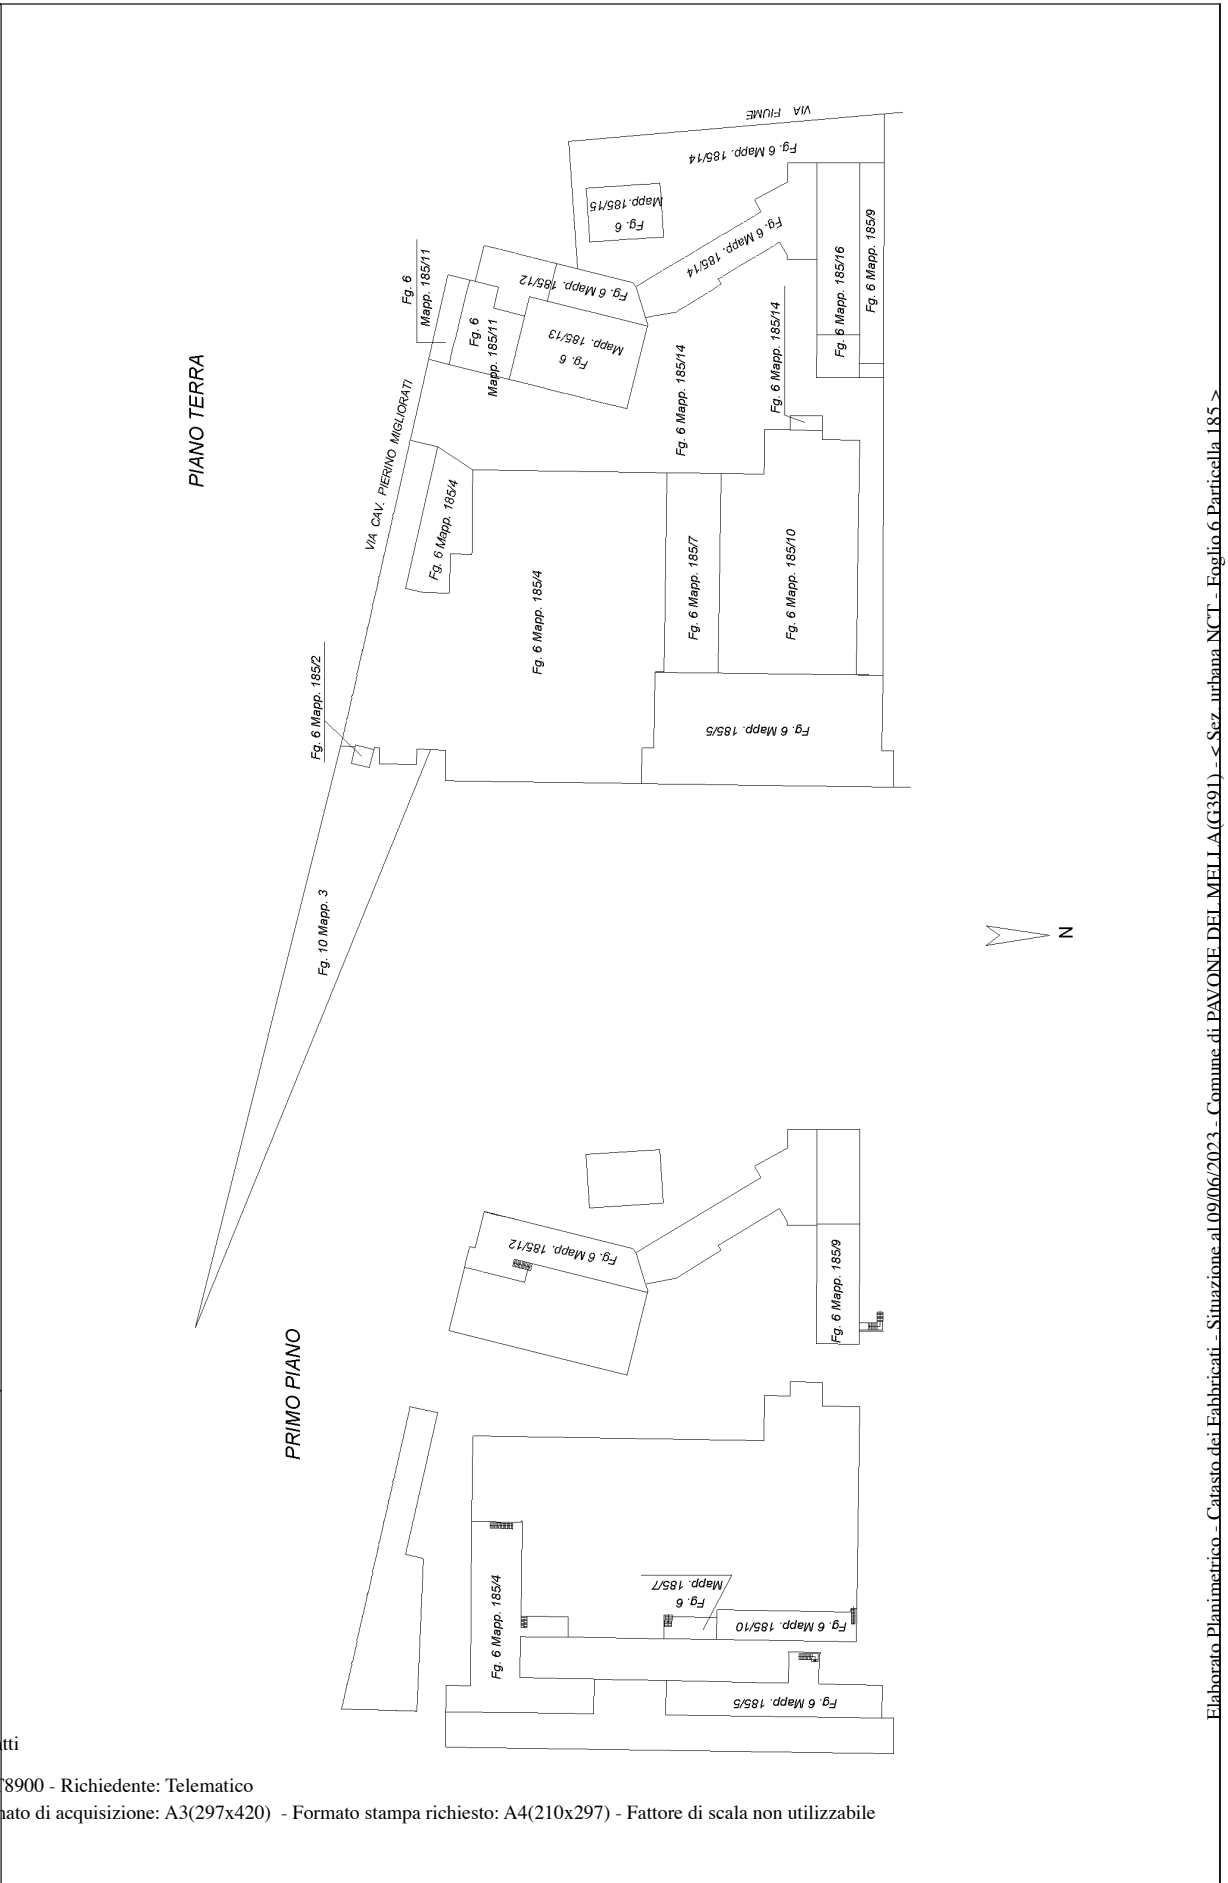 VIA FIUME
Fg. 6 Mapp. 185/14
Fg. 6
Mapp.185/15
Fg. 6 Mapp. 185/14
Fg. 6 Mapp. 185/16
Fg. 6 Mapp. 185/9
Fg. 6
Mapp. 185/11
Fg. 6 Mapp. 185/12
Fg. 6
Mapp. 185/11
Fg. 6
Mapp. 185/13
Fg. 6 Mapp. 185/14
Fg. 6 Mapp. 185/14
PIANO TERRA
VIA CAV. PIERINO MIGLIORATI
Fg. 6 Mapp. 185/4
Fg. 6 Mapp. 185/4
Fg. 6 Mapp. 185/7
Fg. 6 Mapp. 185/10
Fg. 6 Mapp. 185/2
Fg. 6 Mapp. 185/5
Fg. 10 Mapp. 3
N
PRIMO PIANO
Fg. 6 Mapp. 185/12
Fg. 6 Mapp. 185/9
Fg. 6 Mapp. 185/4
Fg. 6
Mapp. 185/7
Fg. 6 Mapp. 185/10
Fg. 6 Mapp. 185/5
Elaborato Planimetrico - Catasto dei Fabbricati - Situazione al 09/06/2023 - Comune di PAVONE DEL MELLA(G391) - < Sez. urbana NCT - Foglio 6 Particella 185 >
8900 - Richiedente: Telematico
di acquisizione: A3(297x420) - Formato stampa richiesto: A4(210x297) - Fattore di scala non utilizzabile